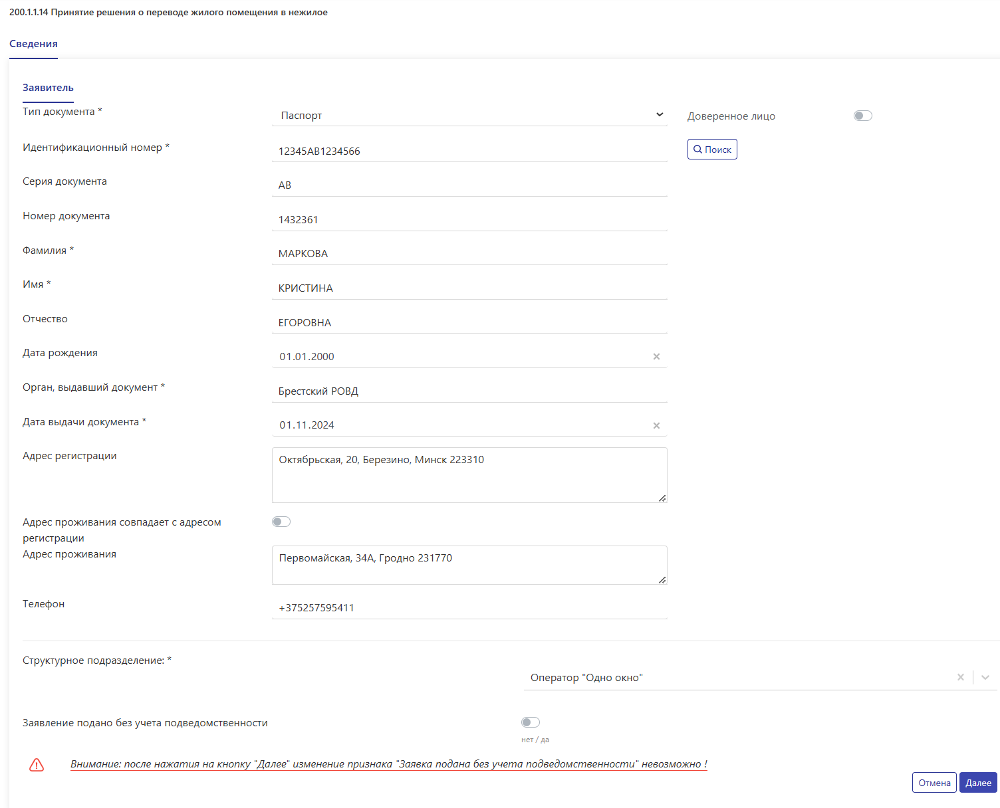 200.1.1.14 Принятие решения о переводе жилого помещения в нежилое
Сведения
Заявитель
Тип документа *
Паспорт
Доверенное лицо
Идентификационный номер *
12345АВ1234566
Поиск
Серия документа
АВ
Номер документа
1432361
Фамилия *
МАРКОВА
Имя *
КРИСТИНА
Отчество
ЕГОРОВНА
Дата рождения
01.01.2000
Орган, выдавший документ *
Брестский РОВД
Дата выдачи документа *
01.11.2024
Адрес регистрации
Октябрьская, 20, Березино, Минск 223310
Адрес проживания совпадает с адресом
регистрации
Адрес проживания
Первомайская, 34А, Гродно 231770
Телефон
+375257595411
Структурное подразделение: *
Оператор "Одно окно"
Заявление подано без учета подведомственности
нет / да
Внимание: после нажатия на кнопку "Далее" изменение признака "Заявка подана без учета подведомственности" невозможно !
Отмена
Далее